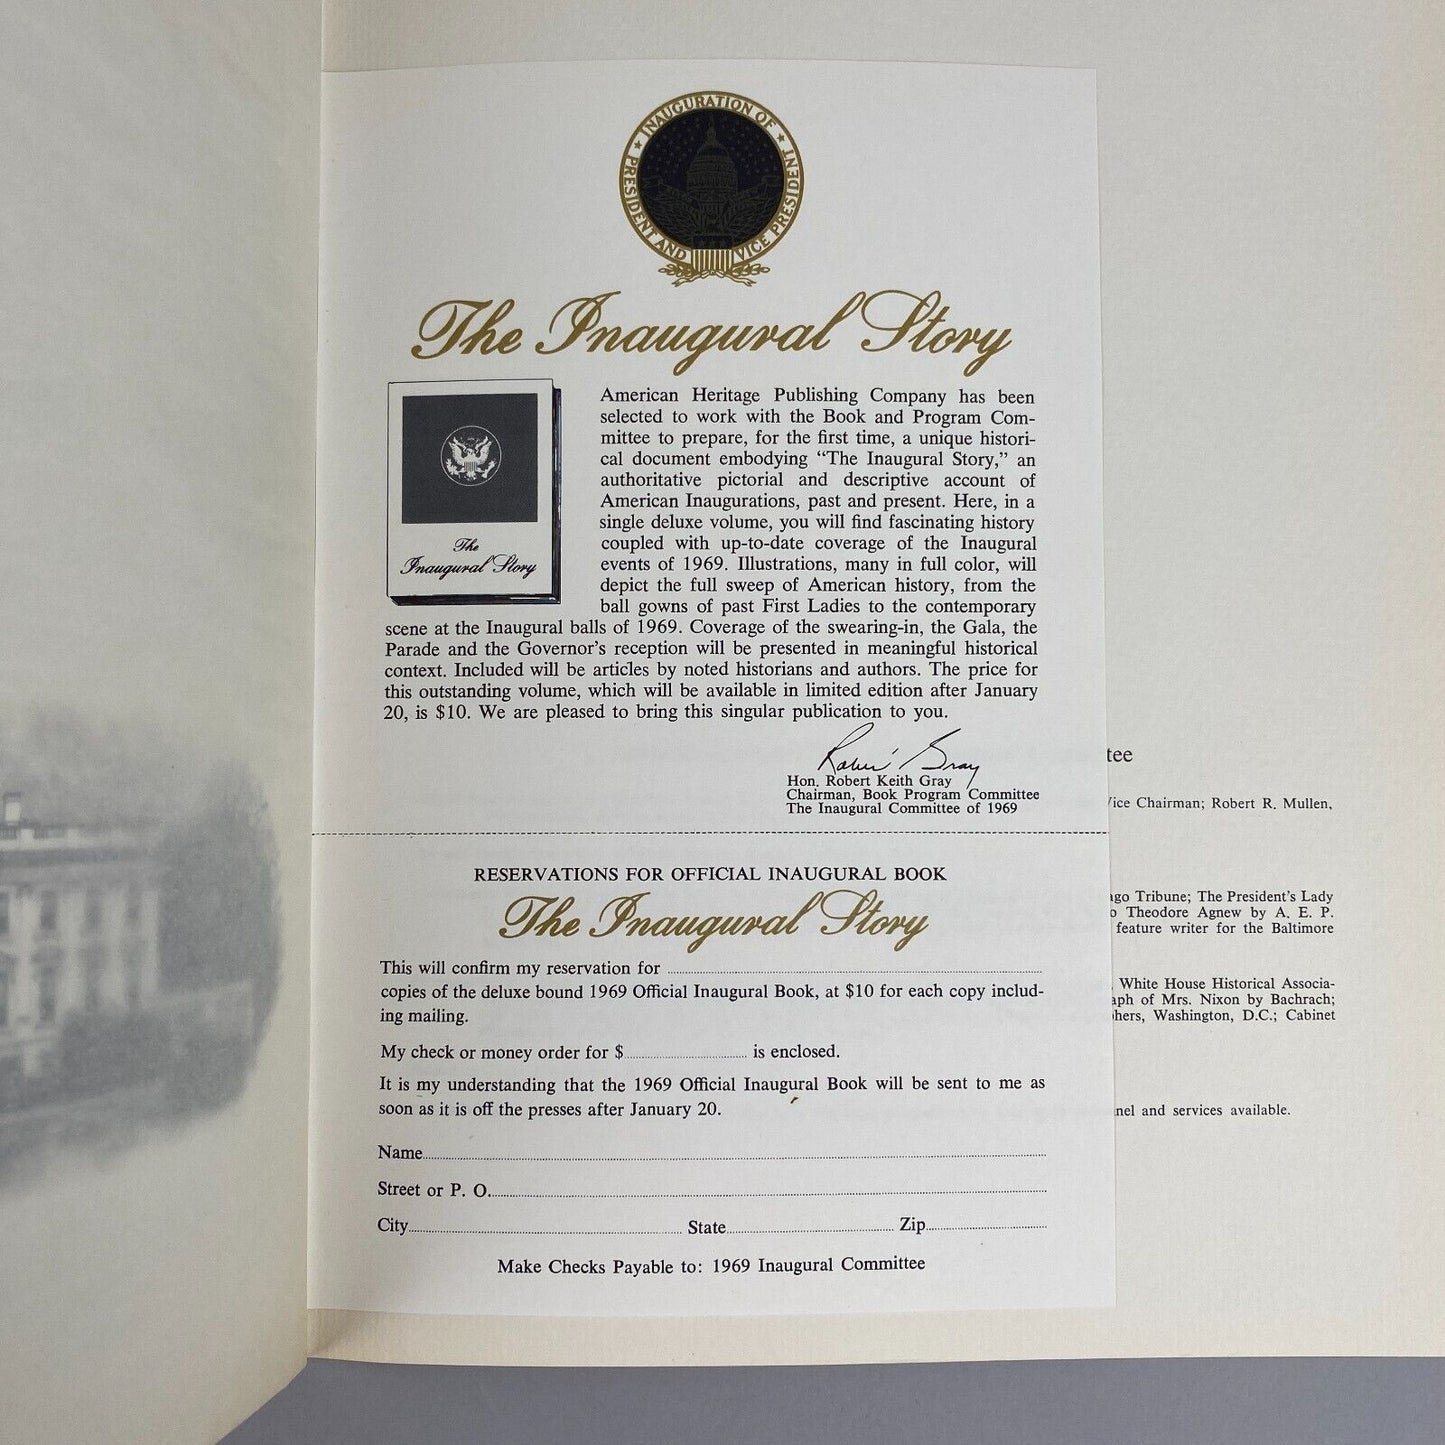 INAUGURATION OF
PRESIDENT AND VICE PRESIDENT
The Inaugural Story
American Heritage Publishing Company has been
selected to work with the Book and Program Com-
mittee to prepare, for the first time, a unique histori-
cal document embodying “The Inaugural Story,” an
authoritative pictorial and descriptive account of
American Inaugurations, past and present. Here, in a
single deluxe volume, you will find fascinating history
coupled with up-to-date coverage of the Inaugural
events of 1969. Illustrations, many in full color, will
depict the full sweep of American history, from the
ball gowns of past First Ladies to the contemporary
scene at the Inaugural balls of 1969. Coverage of the swearing-in, the Gala, the
Parade and the Governor’s reception will be presented in meaningful historical
context. Included will be articles by noted historians and authors. The price for
this outstanding volume, which will be available in limited edition after January
20, is $10. We are pleased to bring this singular publication to you.
The
Inaugural Story
Robert Gray
Hon. Robert Keith Gray
Chairman, Book Program Committee
The Inaugural Committee of 1969
RESERVATIONS FOR OFFICIAL INAUGURAL BOOK
The Inaugural Story
This will confirm my reservation for
copies of the deluxe bound 1969 Official Inaugural Book, at $10 for each copy includ-
ing mailing.
My check or money order for $ is enclosed.
It is my understanding that the 1969 Official Inaugural Book will be sent to me as
soon as it is off the presses after January 20.
Name
Street or P. O.
City State Zip
Make Checks Payable to: 1969 Inaugural Committee
tee
Vice Chairman; Robert R. Mullen,
ago Tribune; The President’s Lady
o Theodore Agnew by A. E. P.
feature writer for the Baltimore
White House Historical Associa-
aph of Mrs. Nixon by Bachrach;
phers, Washington, D.C.; Cabinet
nel and services available.